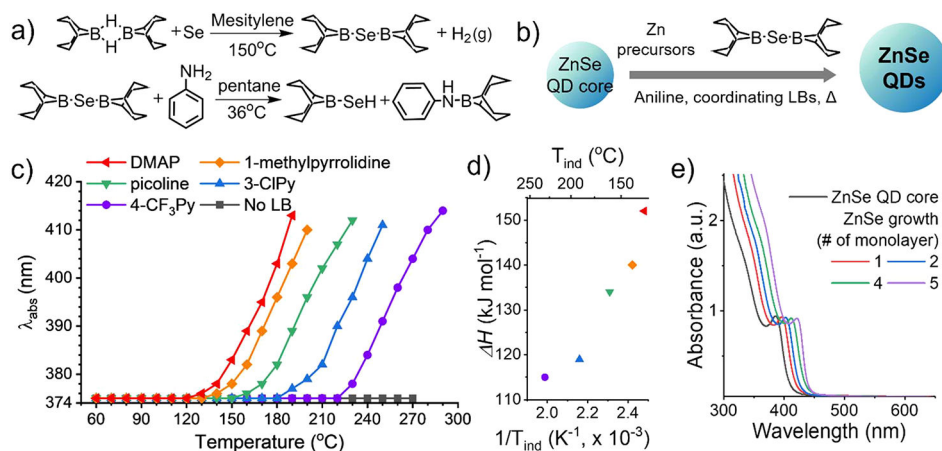 a)
B H H B + Se Mesitylene 150°C B·Se·B + H₂(g)
B·Se·B + NH₂ pentane 36°C B·SeH + H N-B
b)
ZnSe QD core
Zn precursors
B·Se·B
Aniline, coordinating LBs, Δ
ZnSe QDs
c)
DMAP 1-methylpyrrolidine
picoline 3-ClPy
4-CF₃Py No LB
λabs (nm)
420
410
400
390
380
374
60 90 120 150 180 210 240 270 300
Temperature (°C)
d)
Tind (°C)
250 200 150
ΔH (kJ mol⁻¹)
150
140
130
120
110
2.0 2.2 2.4
1/Tind (K⁻¹, x 10⁻³)
e)
Absorbance (a.u.)
2
1
0
ZnSe QD core
ZnSe growth
(# of monolayer)
1 2
4 5
300 400 500 600
Wavelength (nm)